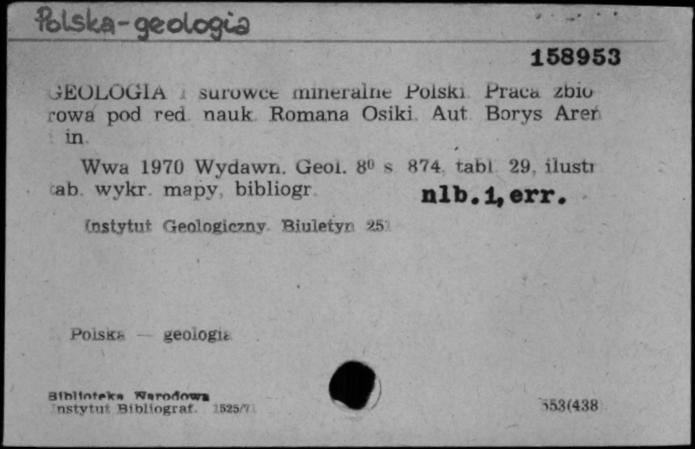 Polska-geologia
158953
GEOLOGIA i surowce mineralne Polski. Praca zbio
rowa pod red. nauk. Romana Osiki. Aut. Borys Areń
i in.
Wwa 1970 Wydawn. Geol. 8⁰ s. 874, tabl. 29, ilustr.
tab. wykr. mapy, bibliogr.
nlb.1, err.
Instytut Geologiczny. Biuletyn 251
Polska — geologia
Biblioteka Narodowa
Instytut Bibliograf. 1525/71
553(438